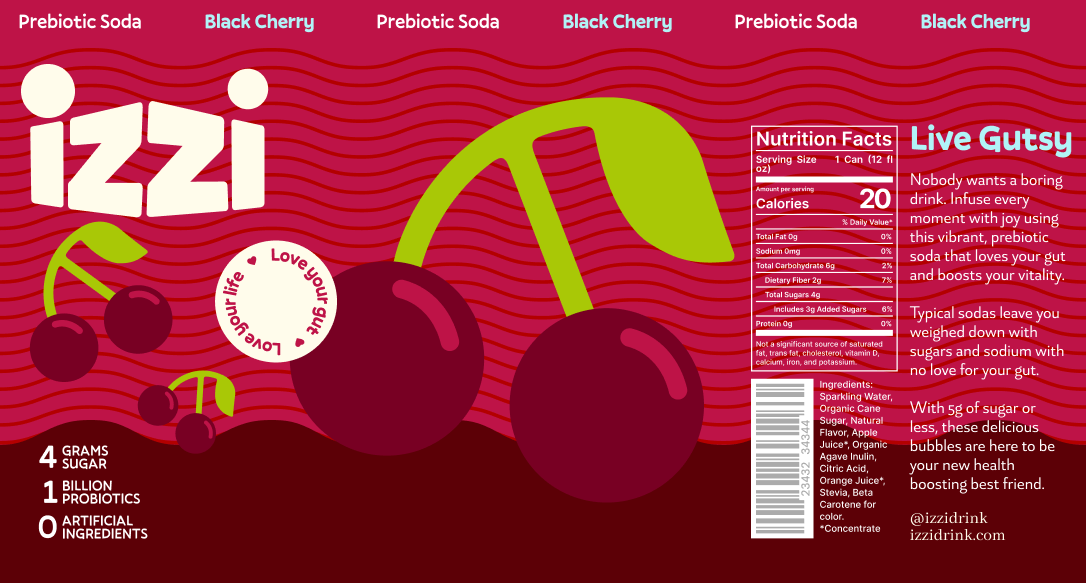 Prebiotic Soda Black Cherry Prebiotic Soda Black Cherry Prebiotic Soda Black Cherry
izzi
Love your gut
Love your life
4 GRAMS
SUGAR
1 BILLION
PROBIOTICS
0 ARTIFICIAL
INGREDIENTS
Nutrition Facts
Serving Size 1 Can (12 fl
oz)
Amount per serving
Calories 20
% Daily Value*
Total Fat 0g 0%
Sodium 0mg 0%
Total Carbohydrate 6g 2%
Dietary Fiber 2g 7%
Total Sugars 4g
Includes 3g Added Sugars 6%
Protein 0g 0%
Not a significant source of saturated
fat, trans fat, cholesterol, vitamin D,
calcium, iron, and potassium.
23432 34344
Ingredients:
Sparkling Water,
Organic Cane
Sugar, Natural
Flavor, Apple
Juice*, Organic
Agave Inulin,
Citric Acid,
Orange Juice*,
Stevia, Beta
Carotene for
color.
*Concentrate
Live Gutsy
Nobody wants a boring
drink. Infuse every
moment with joy using
this vibrant, prebiotic
soda that loves your gut
and boosts your vitality.
Typical sodas leave you
weighed down with
sugars and sodium with
no love for your gut.
With 5g of sugar or
less, these delicious
bubbles are here to be
your new health
boosting best friend.
@izzidrink
izzidrink.com